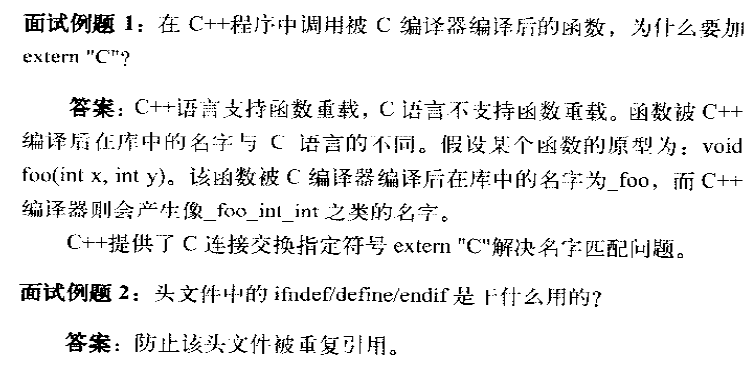 面试例题 1：在 C++程序中调用被 C 编译器编译后的函数，为什么要加
extern "C"?
答案：C++语言支持函数重载，C 语言不支持函数重载。函数被 C++
编译后在库中的名字与 C 语言的不同。假设某个函数的原型为：void
foo(int x, int y)。该函数被 C 编译器编译后在库中的名字为_foo，而 C++
编译器则会产生像_foo_int_int 之类的名字。
C++提供了 C 连接交换指定符号 extern "C"解决名字匹配问题。
面试例题 2：头文件中的 ifndef/define/endif 是干什么用的?
答案：防止该头文件被重复引用。